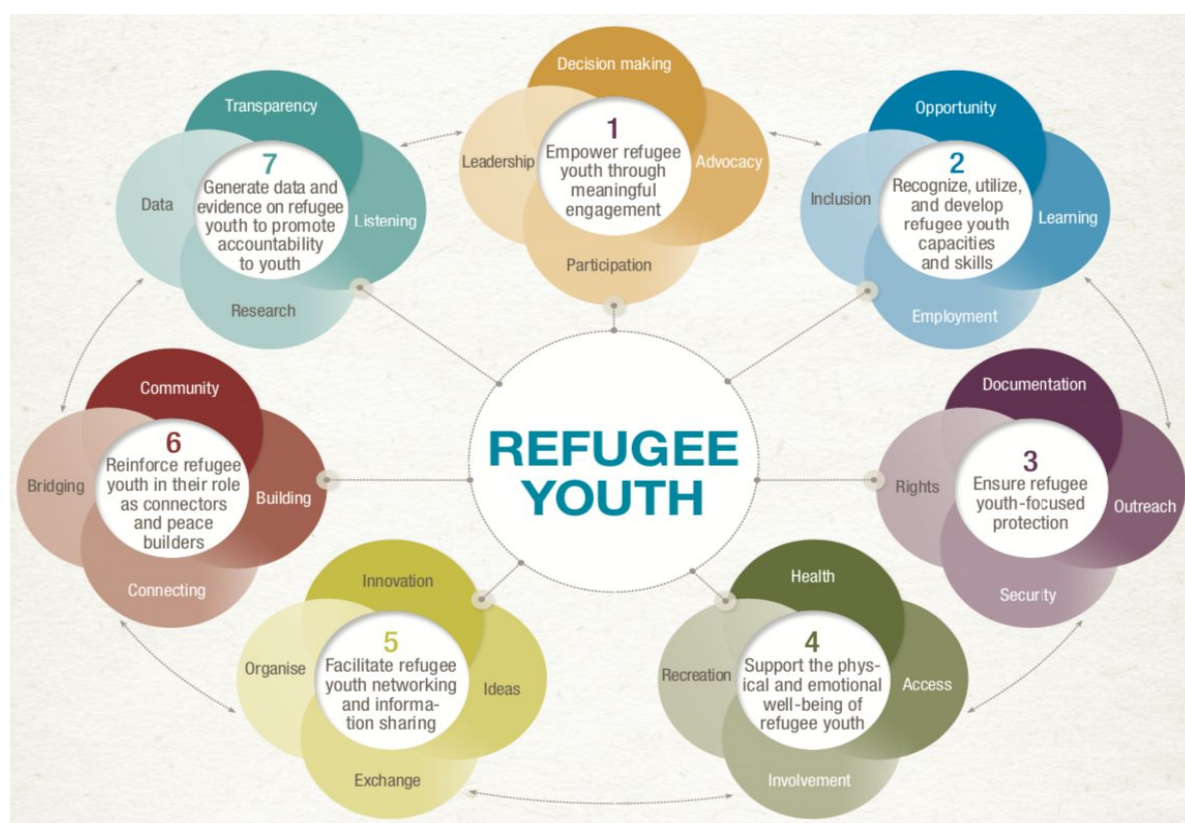 REFUGEE
YOUTH
Decision making
Leadership
Advocacy
Participation
1
Empower refugee
youth through
meaningful
engagement
Opportunity
Inclusion
Learning
Employment
2
Recognize, utilize,
and develop
refugee youth
capacities
and skills
Documentation
Rights
Outreach
Security
3
Ensure refugee
youth-focused
protection
Health
Recreation
Access
Involvement
4
Support the phys-
ical and emotional
well-being of
refugee youth
Innovation
Organise
Ideas
Exchange
5
Facilitate refugee
youth networking
and informa-
tion sharing
Community
Bridging
Building
Connecting
6
Reinforce refugee
youth in their role
as connectors
and peace
builders
Transparency
Data
Listening
Research
7
Generate data and
evidence on refugee
youth to promote
accountability
to youth